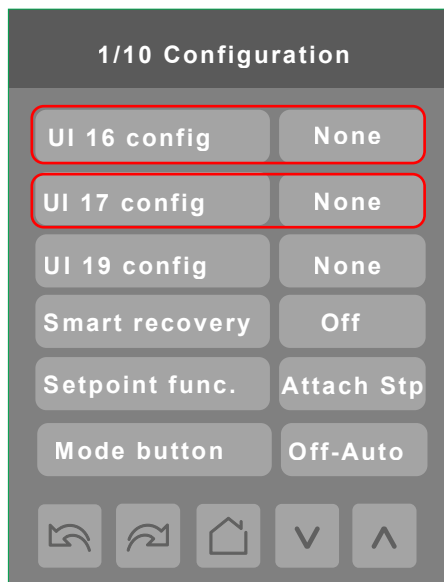 1/10 Configuration
UI 16 config None
UI 17 config None
UI 19 config None
Smart recovery Off
Setpoint func. Attach Stp
Mode button Off-Auto